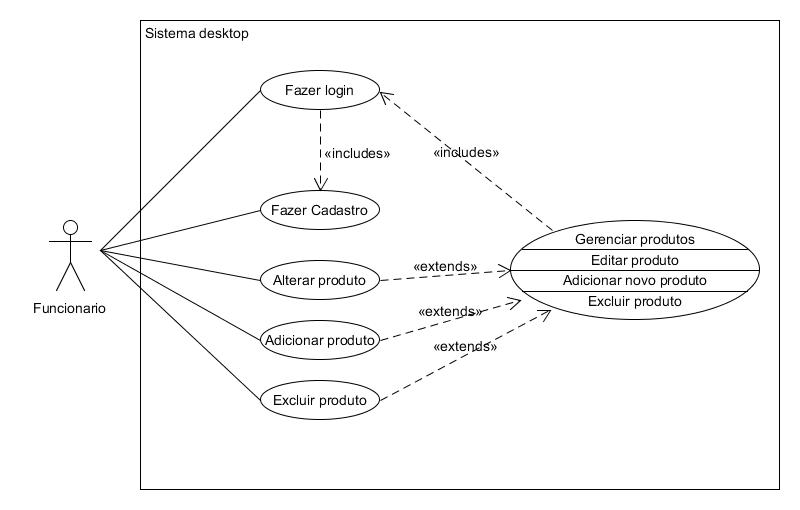 Sistema desktop
Fazer login
«includes»
«includes»
Fazer Cadastro
Gerenciar produtos
Editar produto
Adicionar novo produto
Excluir produto
Alterar produto
«extends»
Funcionario
Adicionar produto
«extends»
«extends»
Excluir produto